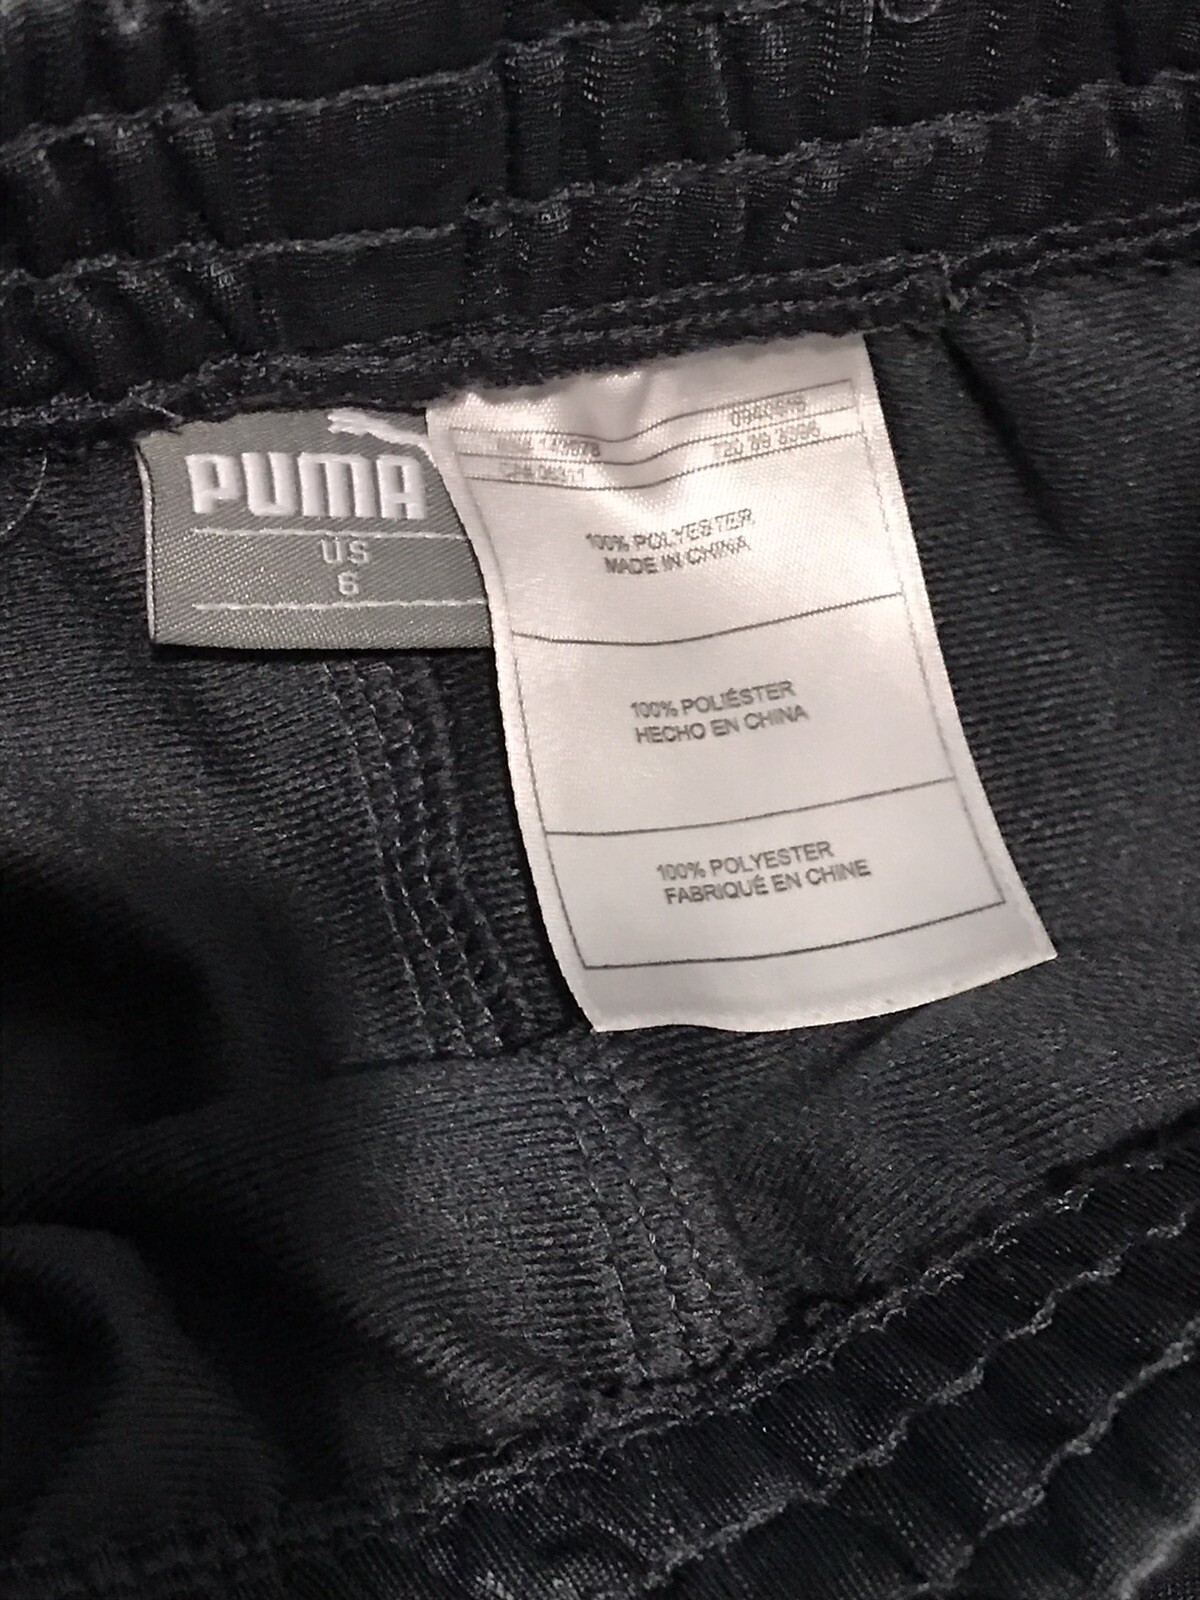 PUMA
US
6
100% POLYESTER
MADE IN CHINA
100% POLIÉSTER
HECHO EN CHINA
100% POLYESTER
FABRIQUÉ EN CHINE